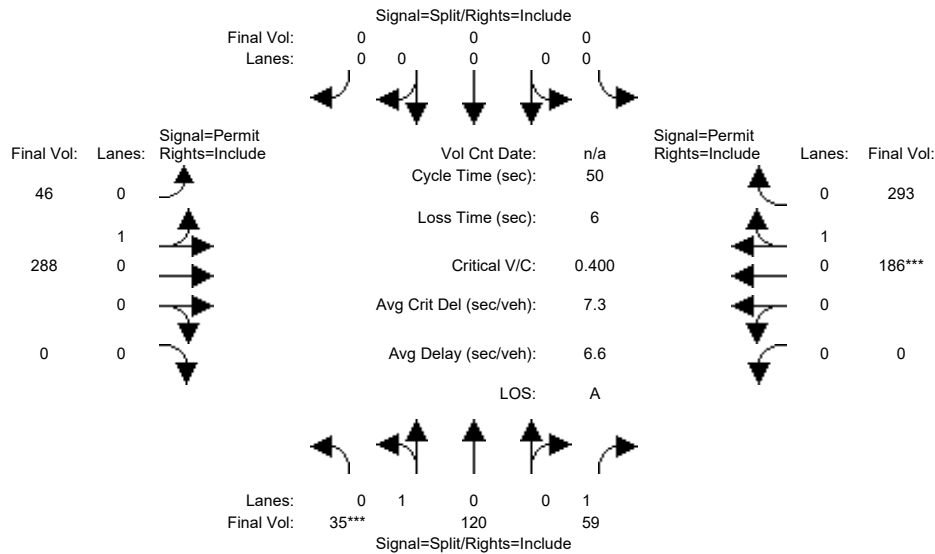 Signal=Split/Rights=Include
Final Vol: 0 0 0
Lanes: 0 0 0 0 0
Signal=Permit
Final Vol: Lanes: Rights=Include
Vol Cnt Date: n/a
Signal=Permit
Rights=Include Lanes: Final Vol:
Cycle Time (sec): 50
46 0
0 293
Loss Time (sec): 6
1
1
288 0
Critical V/C: 0.400
0 186***
0
Avg Crit Del (sec/veh): 7.3
0
0 0
Avg Delay (sec/veh): 6.6
0 0
LOS: A
Lanes: 0 1 0 0 1
Final Vol: 35*** 120 59
Signal=Split/Rights=Include